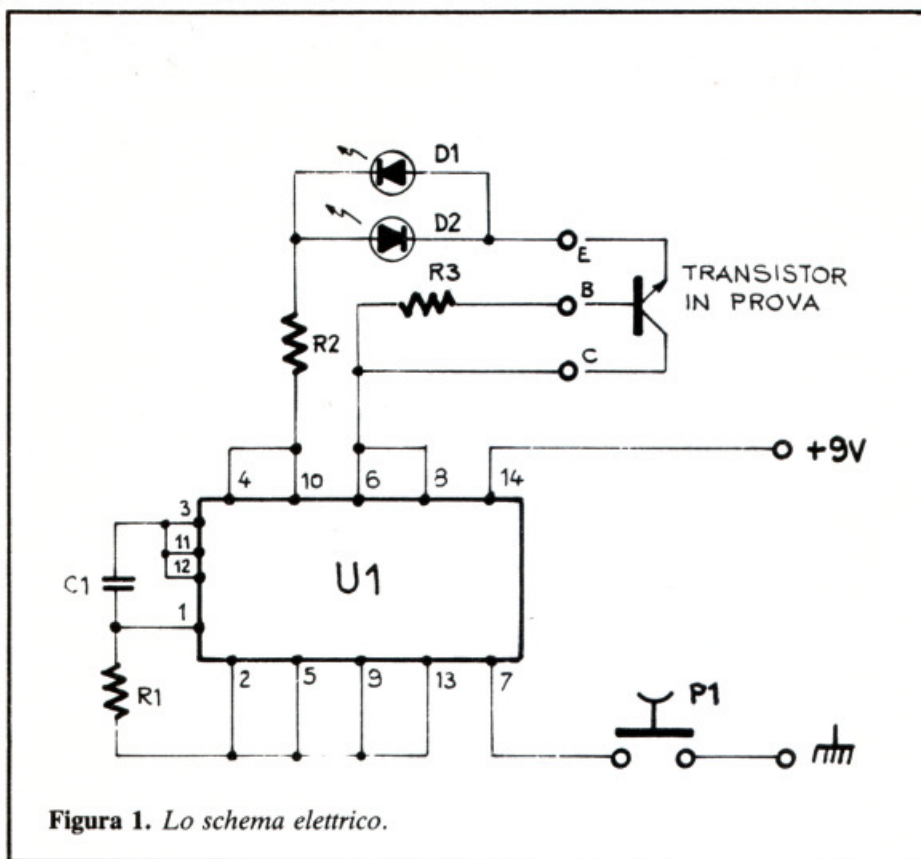 D1
D2
E
R3
B
TRANSISTOR
IN PROVA
R2
C
+9V
4
10
6
8
14
3
11
12
C1
U1
1
2
5
9
13
7
R1
P1
Figura 1. Lo schema elettrico.